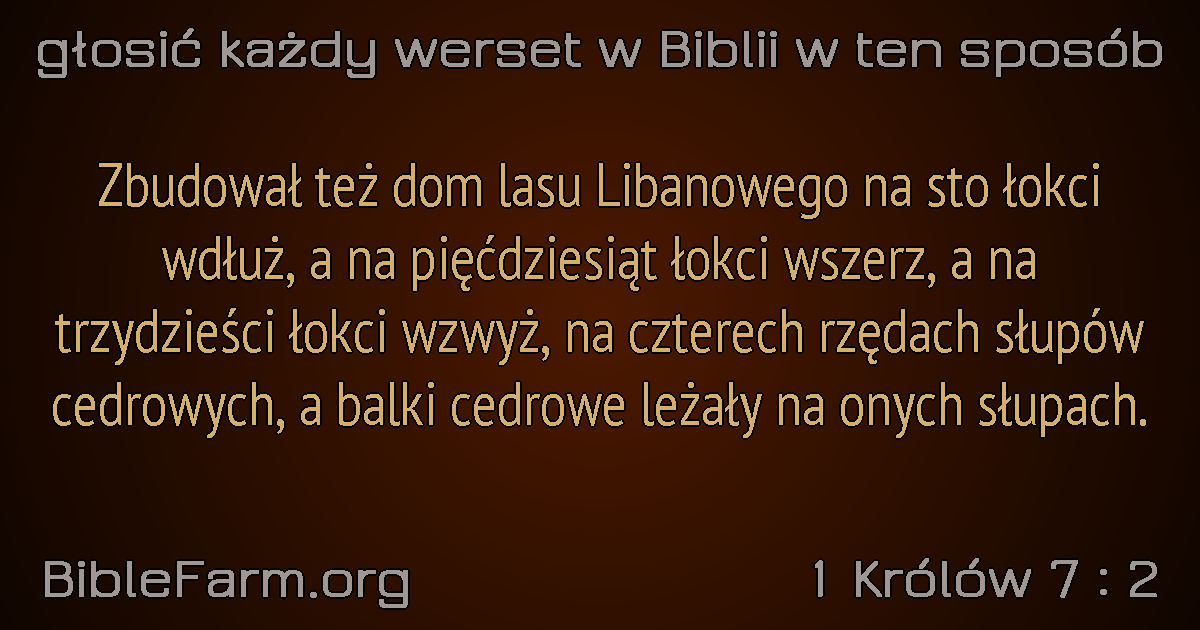 głosić każdy werset w Biblii w ten sposób
Zbudował też dom lasu Libanowego na sto łokci
wdłuż, a na pięćdziesiąt łokci wszerz, a na
trzydzieści łokci wzwyż, na czterech rzędach słupów
cedrowych, a balki cedrowe leżały na onych słupach.
BibleFarm.org
1 Królów 7 : 2